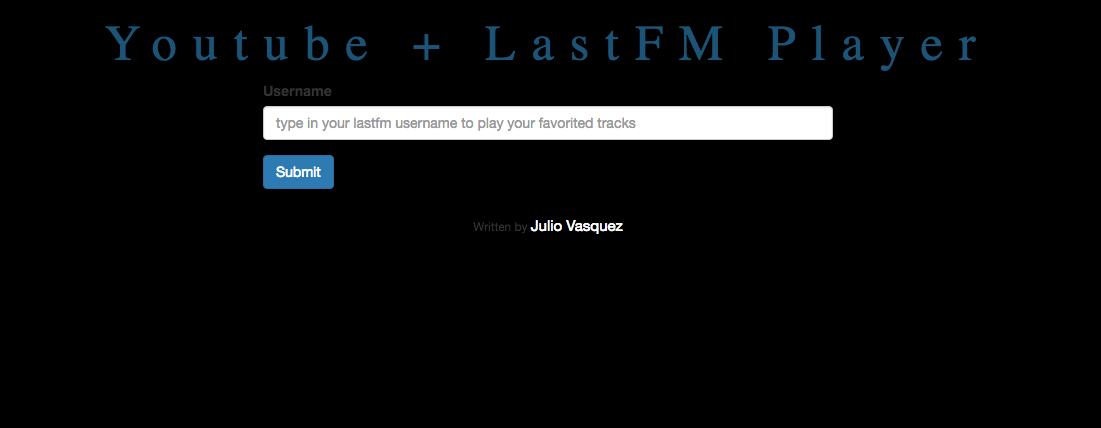 Youtube + LastFM Player
Username
type in your lastfm username to play your favorited tracks
Submit
Written by Julio Vasquez